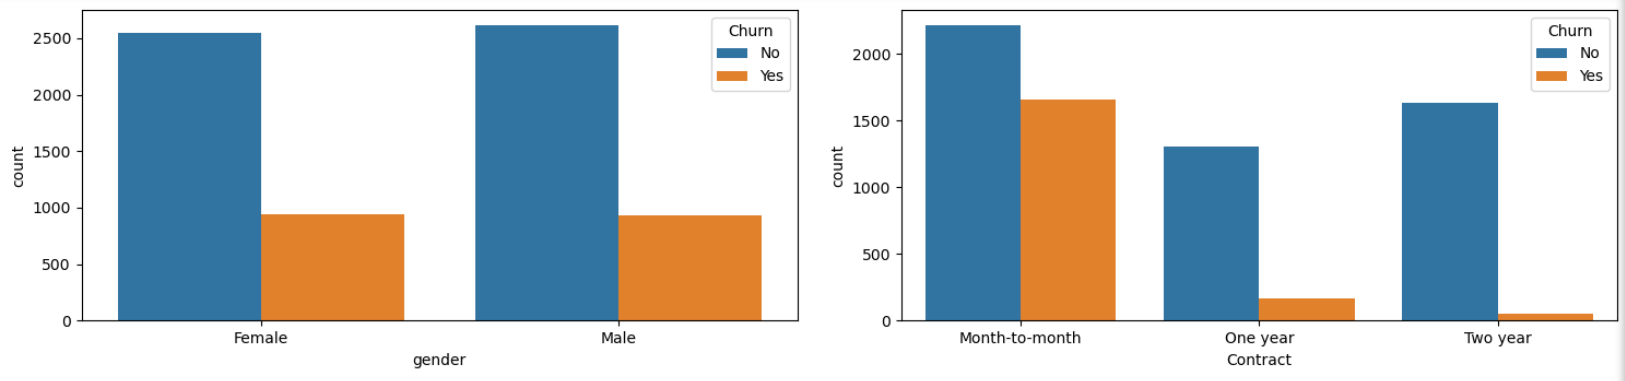 2500
2000
1500
1000
500
0
count
Female
Male
gender
Churn
No
Yes
2000
1500
1000
500
0
count
Month-to-month
One year
Two year
Contract
Churn
No
Yes